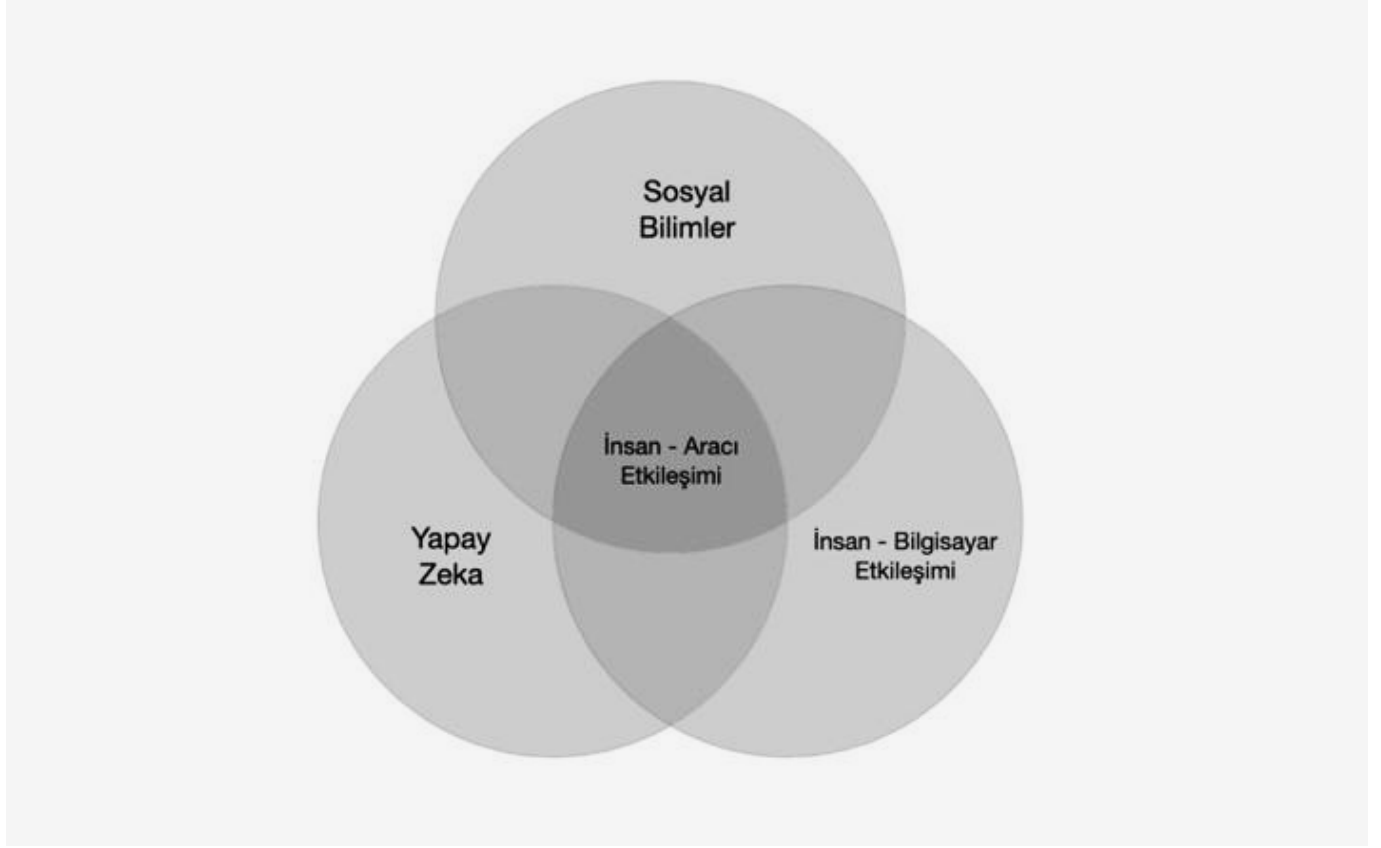 Sosyal
Bilimler
İnsan - Aracı
Etkileşimi
Yapay
Zeka
İnsan - Bilgisayar
Etkileşimi